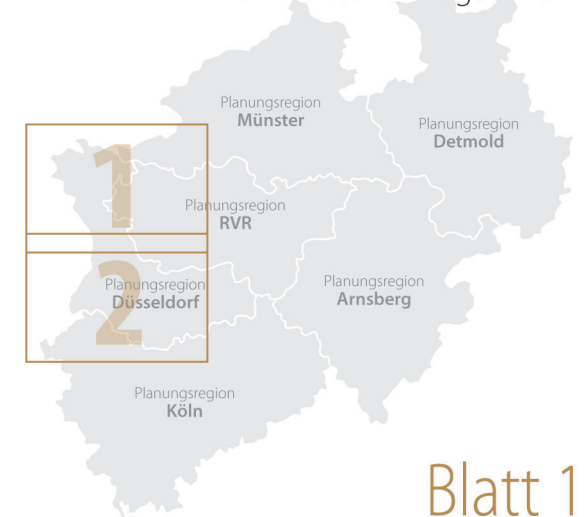 Planungsregion
Münster
Planungsregion
Detmold
1
Planungsregion
RVR
Planungsregion
Düsseldorf
2
Planungsregion
Arnsberg
Planungsregion
Köln
Blatt 1